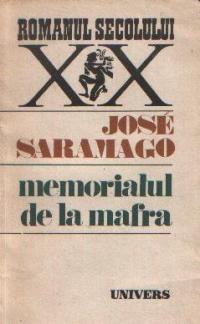 ROMANUL SECOLULUI
XX
JOSÉ
SARAMAGO
memorialul
de la mafra
UNIVERS